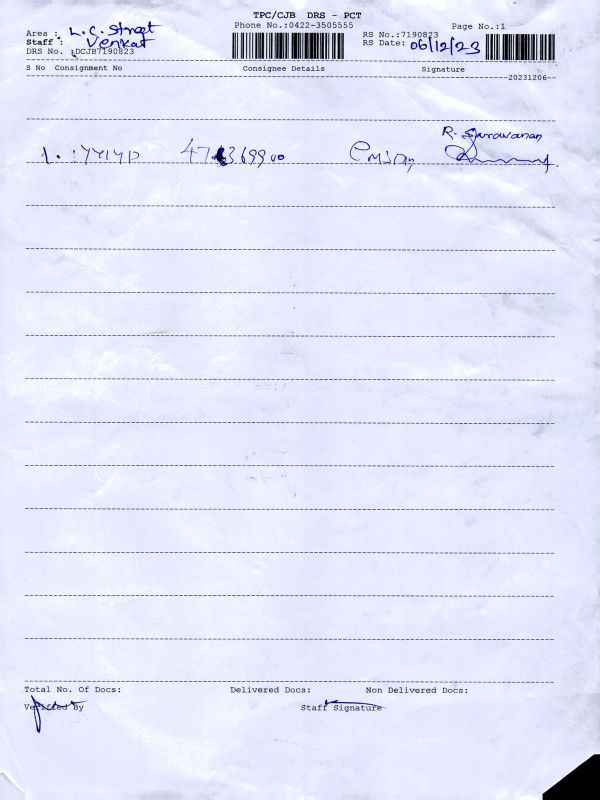 TPC/CJB DRS - PCT
Phone No.:0422-3505555 Page No.:1
Area : L.C. Street RS No.:7190823
Staff : Venkat RS Date: 06/12/23
DRS No. :DCJB7190823
S No Consignment No Consignee Details Signature
20231206
R. Sarowanan
1.
Total No. Of Docs: Delivered Docs: Non Delivered Docs:
Verified By Staff Signature